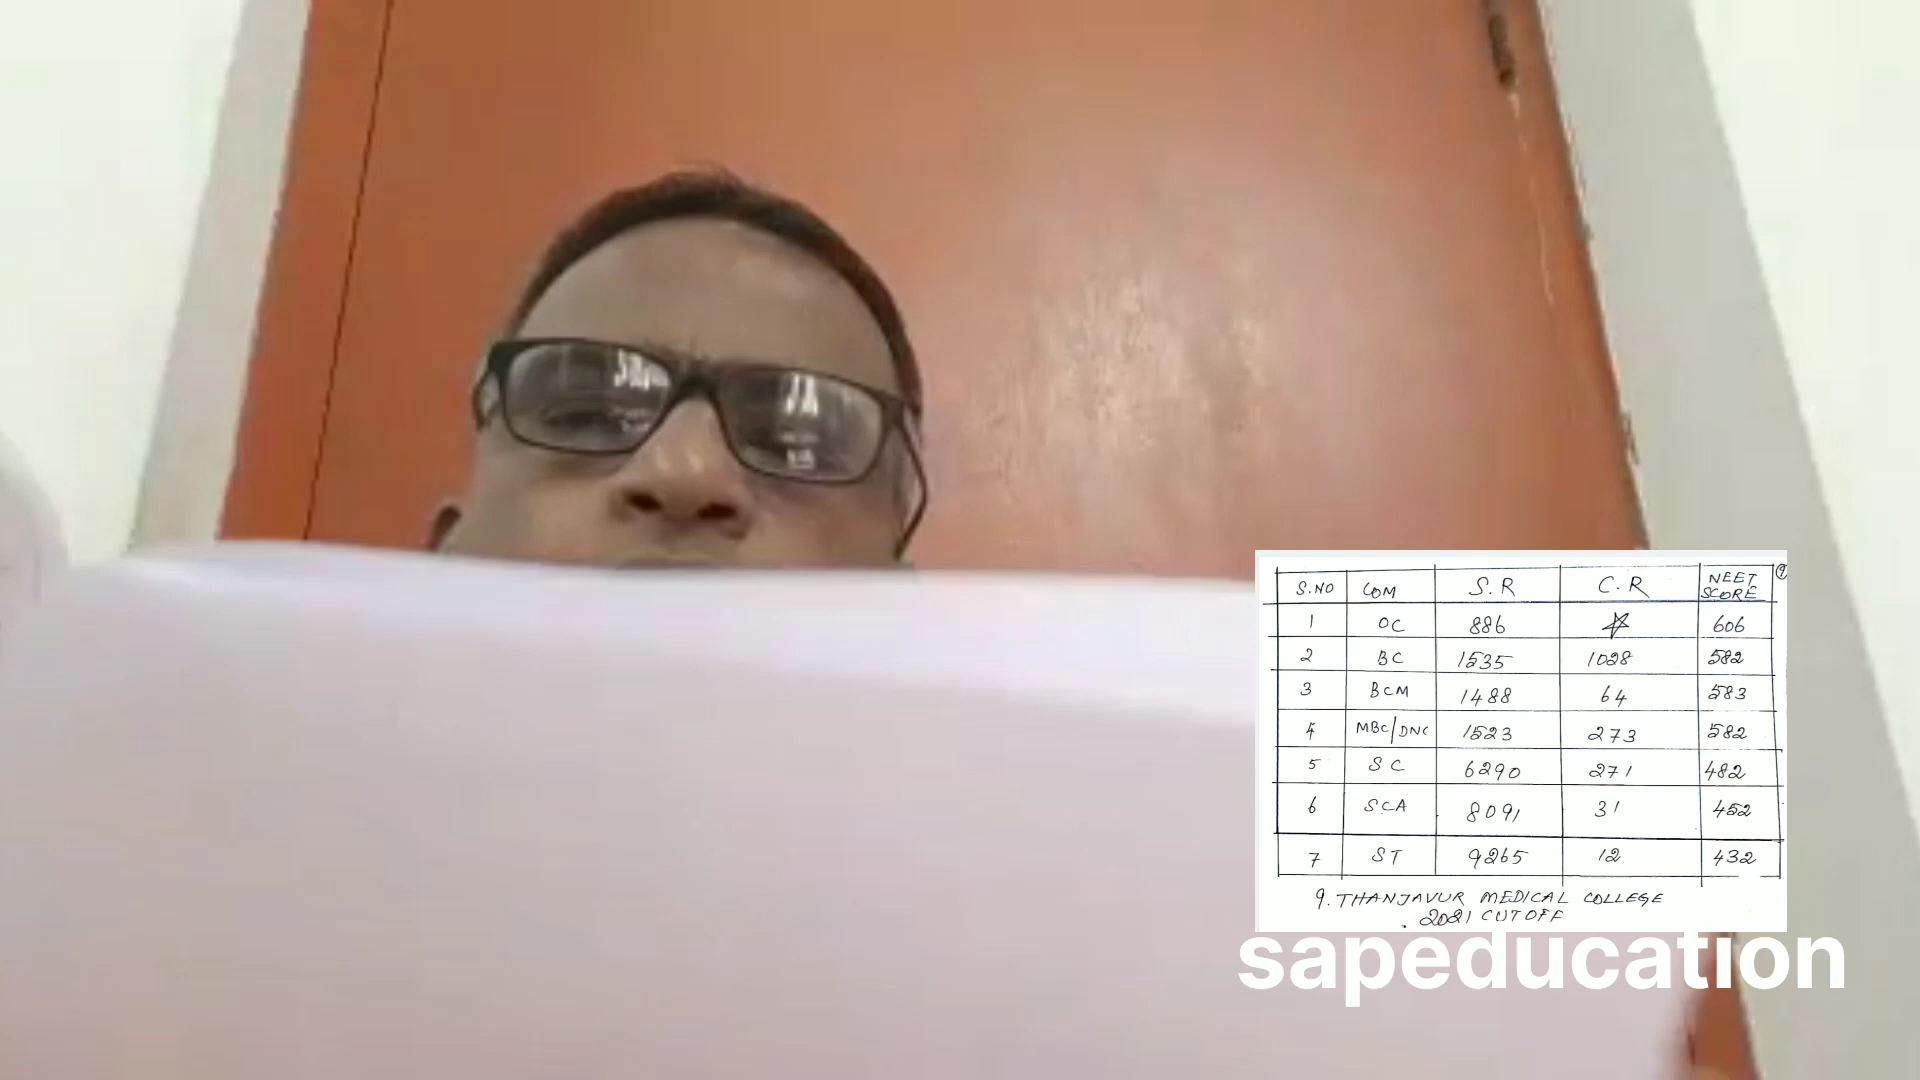 S.NO COM S.R C.R NEET SCORE 9
1 OC 886 ☆ 606
2 BC 1535 1028 582
3 BCM 1488 64 583
4 MBC/DNC 1523 273 582
5 SC 6290 271 482
6 SCA 8091 31 452
7 ST 9265 12 432
9. THANJAVUR MEDICAL COLLEGE
2021 CUTOFF
sapeducation